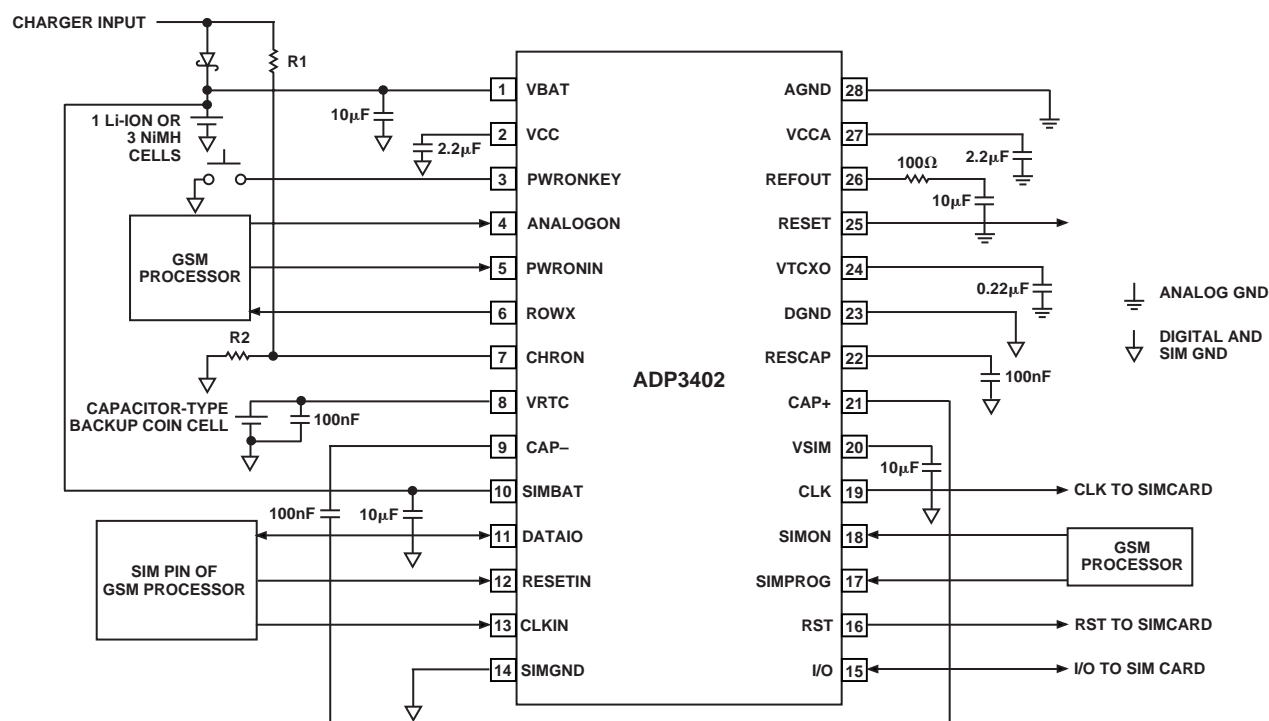 CHARGER INPUT
R1
1 Li-ION OR
3 NiMH
CELLS
10μF
2.2μF
GSM
PROCESSOR
R2
CAPACITOR-TYPE
BACKUP COIN CELL
100nF
100nF
10μF
SIM PIN OF
GSM PROCESSOR
1 VBAT
2 VCC
3 PWRONKEY
4 ANALOGON
5 PWRONIN
6 ROWX
7 CHRON
8 VRTC
9 CAP–
10 SIMBAT
11 DATAIO
12 RESETIN
13 CLKIN
14 SIMGND
ADP3402
AGND 28
VCCA 27
REFOUT 26
RESET 25
VTCXO 24
DGND 23
RESCAP 22
CAP+ 21
VSIM 20
CLK 19
SIMON 18
SIMPROG 17
RST 16
I/O 15
2.2μF
100Ω
10μF
0.22μF
100nF
10μF
CLK TO SIMCARD
GSM
PROCESSOR
RST TO SIMCARD
I/O TO SIM CARD
ANALOG GND
DIGITAL AND
SIM GND